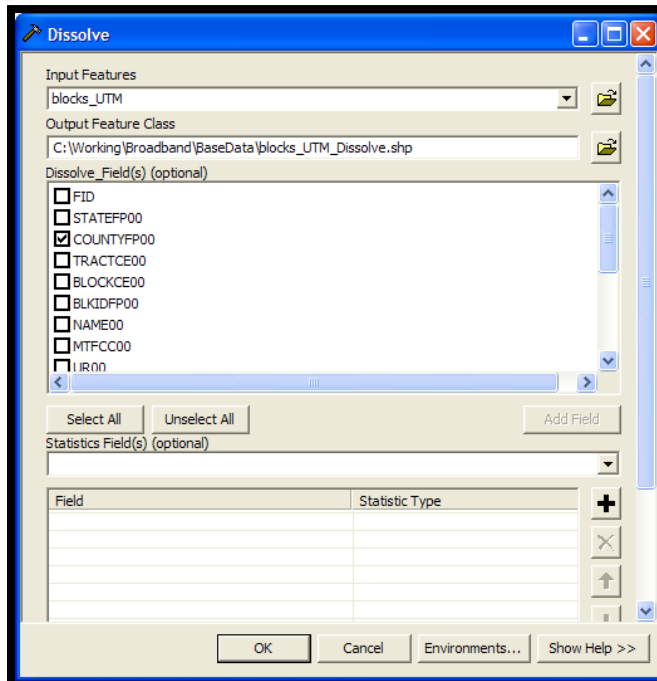 Dissolve
Input Features
blocks_UTM
Output Feature Class
C:\Working\Broadband\BaseData\blocks_UTM_Dissolve.shp
Dissolve_Field(s) (optional)
FID
STATEFP00
COUNTYFP00
TRACTCE00
BLOCKCE00
BLKIDFP00
NAME00
MTFCC00
UR00
Select All Unselect All Add Field
Statistics Field(s) (optional)
Field Statistic Type
OK Cancel Environments... Show Help >>